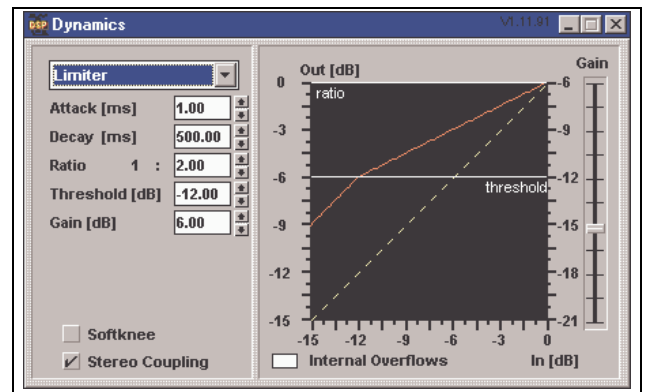 DSP Dynamics V1.11.91
Limiter
Attack [ms] 1.00
Decay [ms] 500.00
Ratio 1 : 2.00
Threshold [dB] -12.00
Gain [dB] 6.00
Softknee
Stereo Coupling
Out [dB]
Gain
0
-3
-6
-9
-12
-15
ratio
threshold
-6
-9
-12
-15
-18
-21
-15 -12 -9 -6 -3 0
Internal Overflows In [dB]